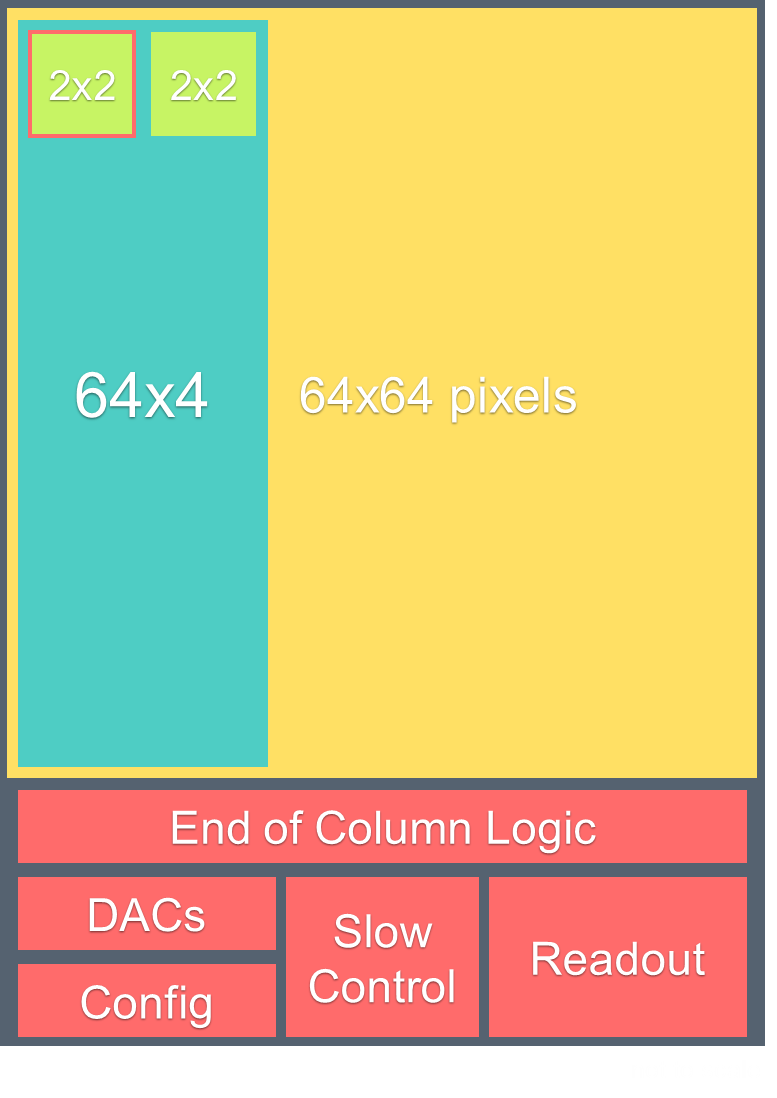 2x2 2x2
64x4
64x64 pixels
End of Column Logic
DACs
Slow
Control
Readout
Config